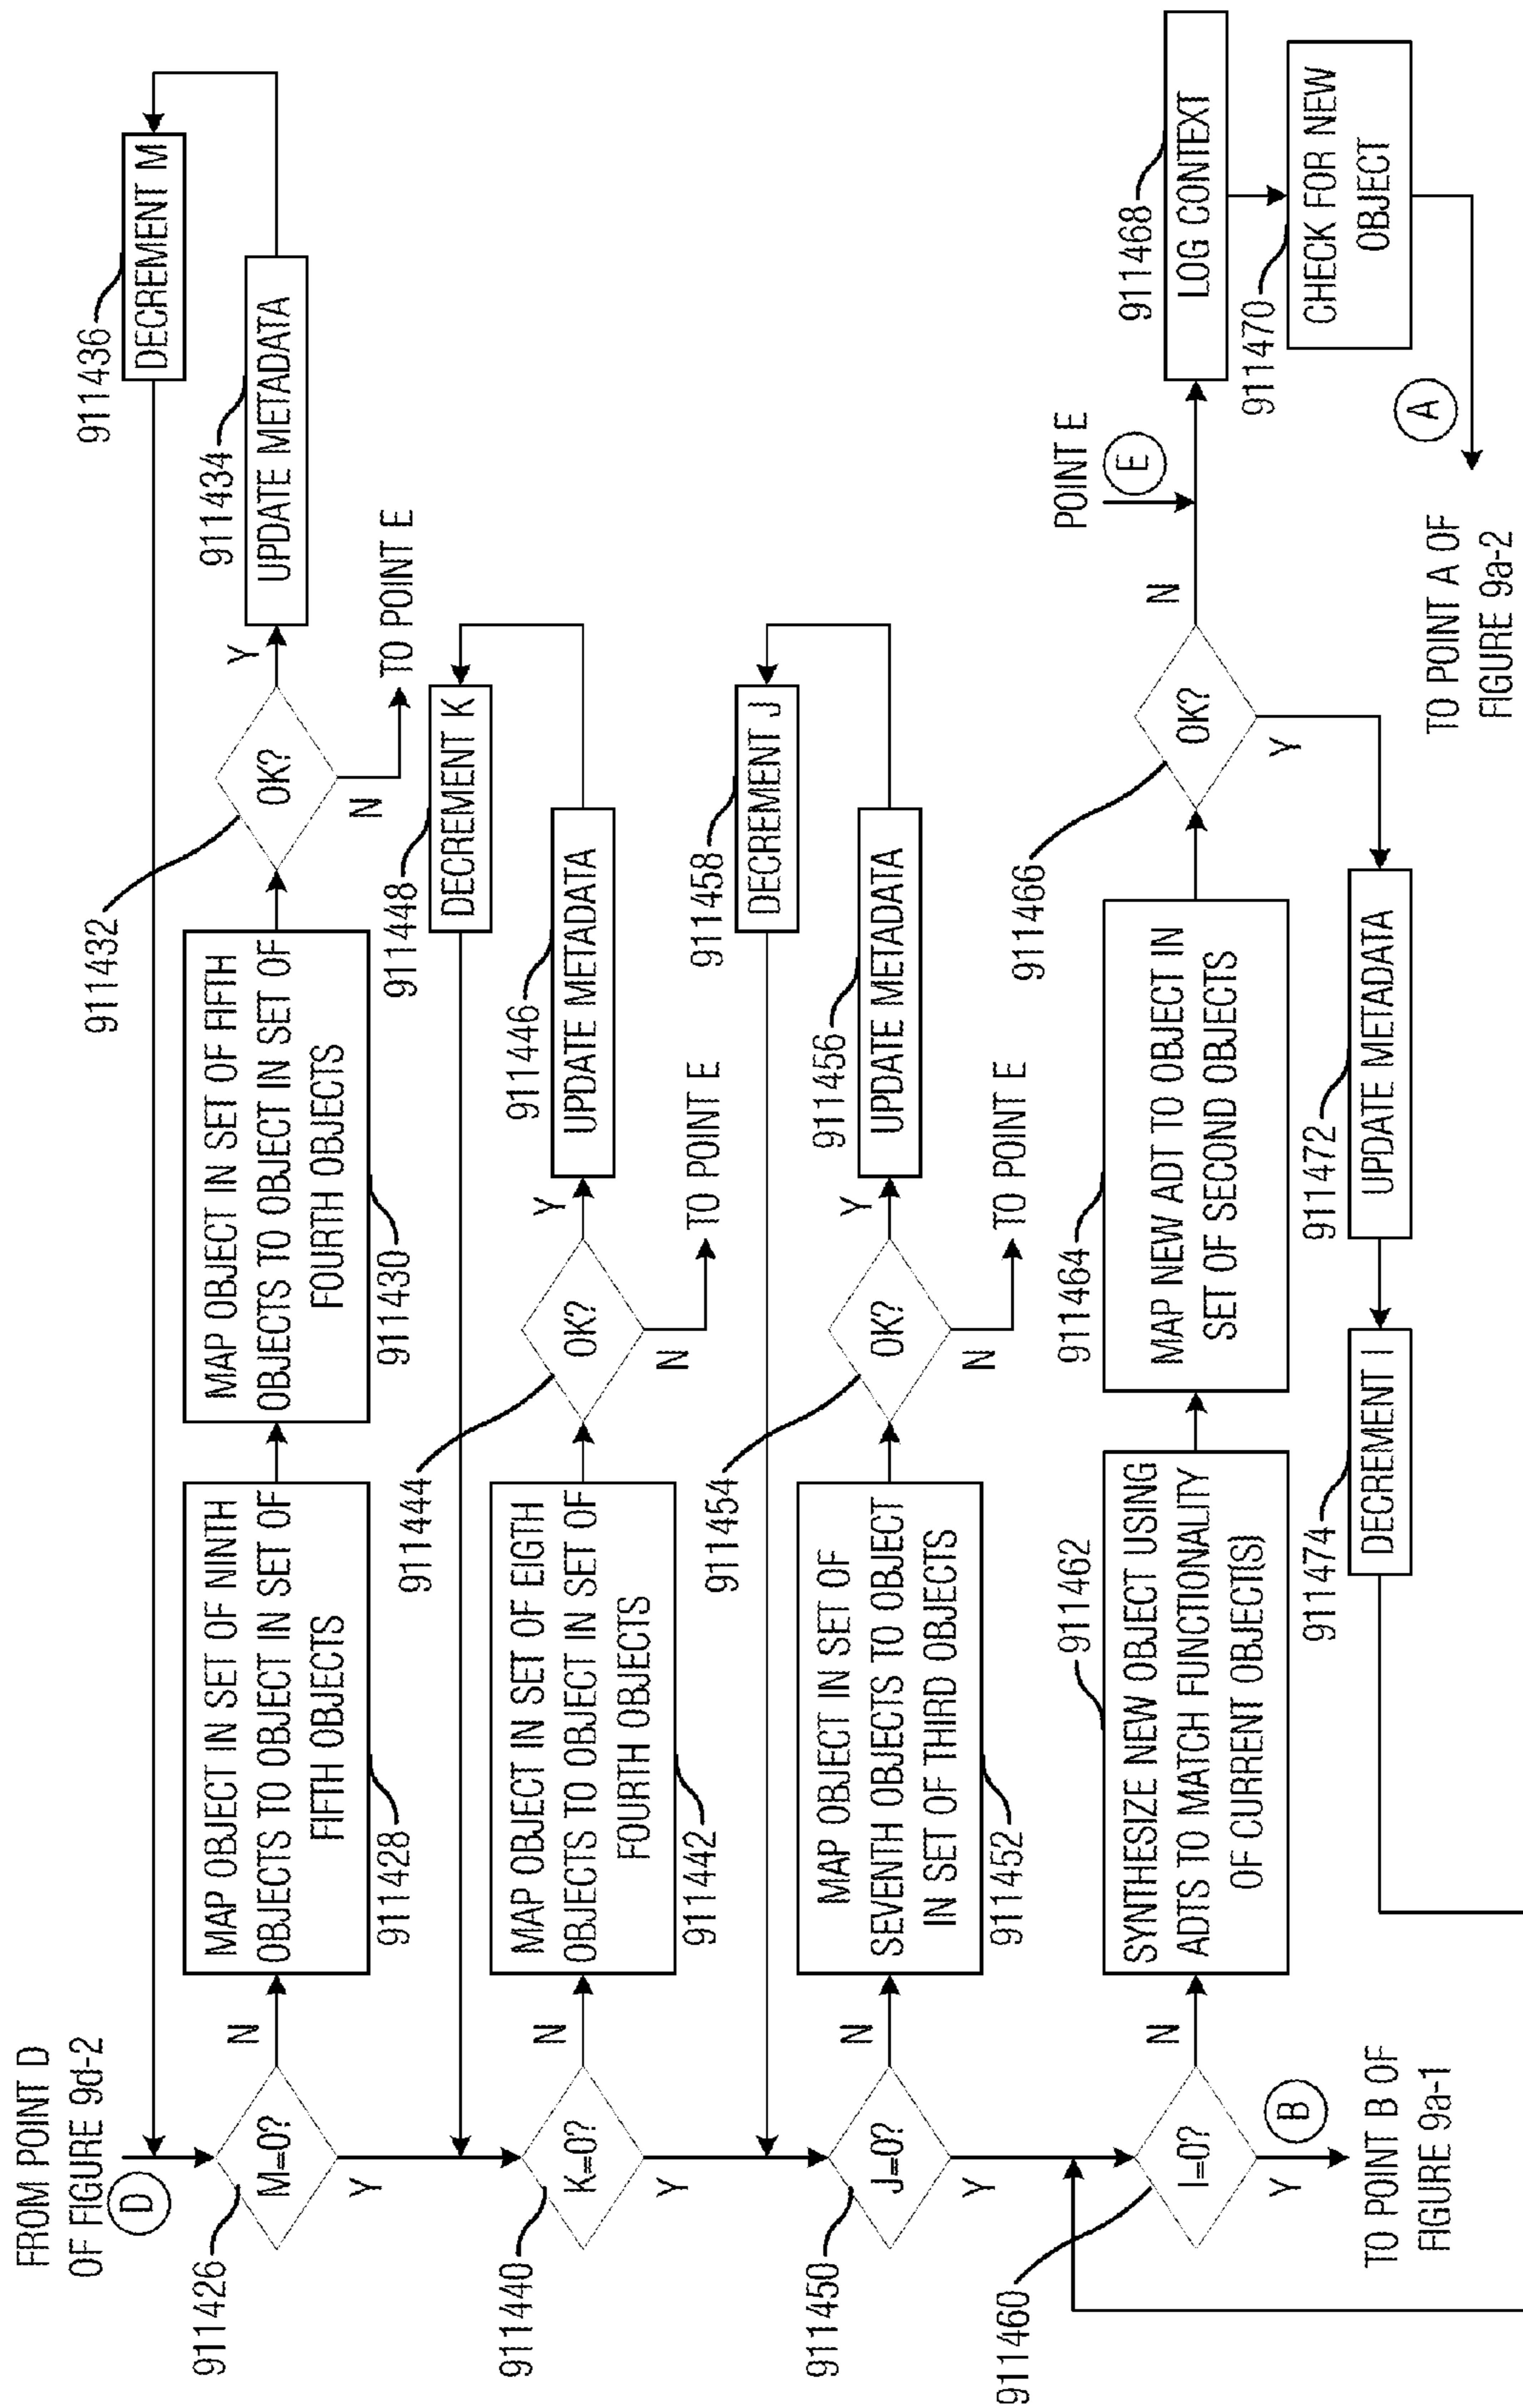 FROM POINT D
OF FIGURE 9d-2
D
911426
M=0?
N
Y
MAP OBJECT IN SET OF NINTH
OBJECTS TO OBJECT IN SET OF
FIFTH OBJECTS
911428
MAP OBJECT IN SET OF FIFTH
OBJECTS TO OBJECT IN SET OF
FOURTH OBJECTS
911430
911432
OK?
Y
N
TO POINT E
911434
UPDATE METADATA
911436
DECREMENT M
911440
K=0?
N
Y
MAP OBJECT IN SET OF EIGTH
OBJECTS TO OBJECT IN SET OF
FOURTH OBJECTS
911442
911444
OK?
Y
N
TO POINT E
911446
UPDATE METADATA
911448
DECREMENT K
911450
J=0?
N
Y
MAP OBJECT IN SET OF
SEVENTH OBJECTS TO OBJECT
IN SET OF THIRD OBJECTS
911452
911454
OK?
Y
N
TO POINT E
911456
UPDATE METADATA
911458
DECREMENT J
911460
I=0?
N
Y
B
TO POINT B OF
FIGURE 9a-1
911462
SYNTHESIZE NEW OBJECT USING
ADTS TO MATCH FUNCTIONALITY
OF CURRENT OBJECT(S)
911464
MAP NEW ADT TO OBJECT IN
SET OF SECOND OBJECTS
911466
OK?
N
Y
POINT E
E
911468
LOG CONTEXT
911470
CHECK FOR NEW
OBJECT
A
TO POINT A OF
FIGURE 9a-2
911472
UPDATE METADATA
911474
DECREMENT I